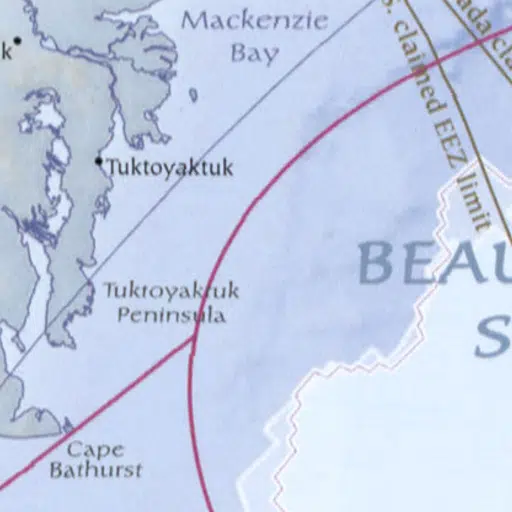 Mackenzie
Bay
k
S. claimed EEZ limit
ada cla
Tuktoyaktuk
BEAU
S
Tuktoyaktuk
Peninsula
Cape
Bathurst